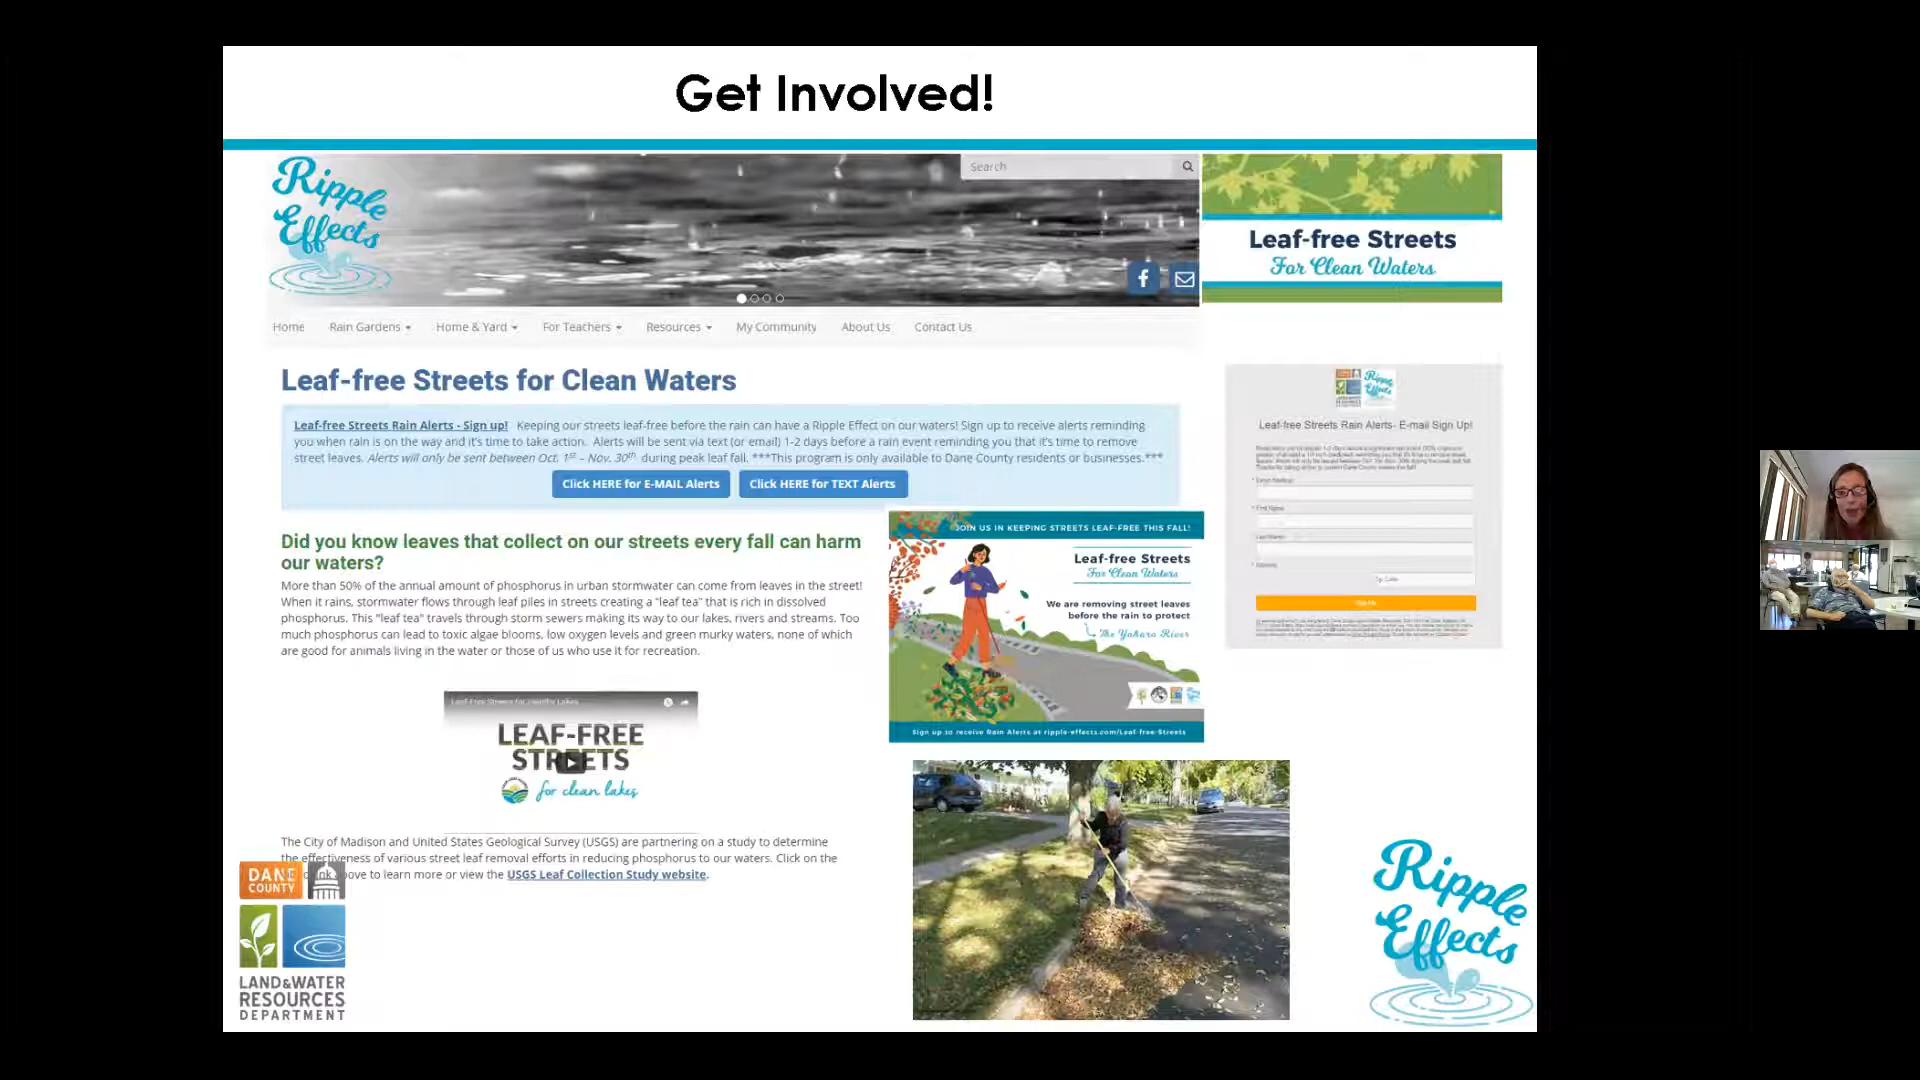 Get Involved!
Ripple
Effects
Search
Leaf-free Streets
For Clean Waters
Home
Rain Gardens
Home & Yard
For Teachers
Resources
My Community
About Us
Contact Us
Leaf-free Streets for Clean Waters
Leaf-free Streets Rain Alerts - Sign up! Keeping our streets leaf-free before the rain can have a Ripple Effect on our waters! Sign up to receive alerts reminding
you when rain is on the way and it's time to take action. Alerts will be sent via text (or email) 1-2 days before a rain event reminding you that it's time to remove
street leaves. Alerts will only be sent between Oct. 1st – Nov. 30th during peak leaf fall. ***This program is only available to Dane County residents or businesses.***
Click HERE for E-MAIL Alerts
Click HERE for TEXT Alerts
Ripple
Effects
Leaf-free Streets Rain Alerts- E-mail Sign Up!
First Name
Zip Code
Did you know leaves that collect on our streets every fall can harm
our waters?
More than 50% of the annual amount of phosphorus in urban stormwater can come from leaves in the street!
When it rains, stormwater flows through leaf piles in streets creating a "leaf tea" that is rich in dissolved
phosphorus. This "leaf tea" travels through storm sewers making its way to our lakes, rivers and streams. Too
much phosphorus can lead to toxic algae blooms, low oxygen levels and green murky waters, none of which
are good for animals living in the water or those of us who use it for recreation.
JOIN US IN KEEPING STREETS LEAF-FREE THIS FALL!
Leaf-free Streets
For Clean Waters
We are removing street leaves
before the rain to protect
The Yahara River
Sign up to receive Rain Alerts at ripple-effects.com/Leaf-free-Streets
LEAF-FREE
STREETS
for clean lakes
The City of Madison and United States Geological Survey (USGS) are partnering on a study to determine
the effectiveness of various street leaf removal efforts in reducing phosphorus to our waters. Click on the
to learn more or view the USGS Leaf Collection Study website.
DANE
COUNTY
LAND & WATER
RESOURCES
DEPARTMENT
Ripple
Effects